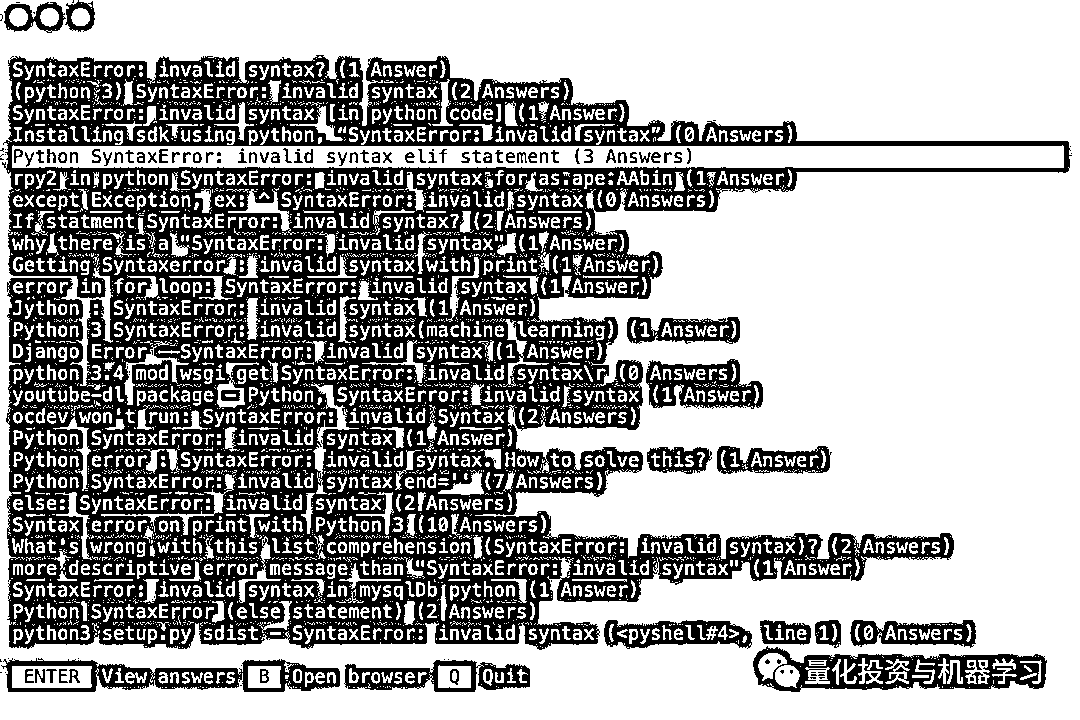 SyntaxError: invalid syntax? (1 Answer)
(python 3) SyntaxError: invalid syntax (2 Answers)
SyntaxError: invalid syntax [in python code] (1 Answer)
Installing sdk using python, “SyntaxError: invalid syntax” (0 Answers)
Python SyntaxError: invalid syntax elif statement (3 Answers)
rpy2 in python SyntaxError: invalid syntax for as.ape.AAbin (1 Answer)
except Exception, ex: ^ SyntaxError: invalid syntax (0 Answers)
If statment SyntaxError: invalid syntax? (2 Answers)
why there is a "SyntaxError: invalid syntax" (1 Answer)
Getting Syntaxerror : invalid syntax with print (1 Answer)
error in for loop: SyntaxError: invalid syntax (1 Answer)
Jython : SyntaxError: invalid syntax (1 Answer)
Python 3 SyntaxError: invalid syntax(machine learning) (1 Answer)
Django Error ——SyntaxError: invalid syntax (1 Answer)
python 3.4 mod_wsgi get SyntaxError: invalid syntax\r (0 Answers)
youtube-dl package – Python, SyntaxError: invalid syntax (1 Answer)
ocdev won't run: SyntaxError: invalid Syntax (2 Answers)
Python SyntaxError: invalid syntax (1 Answer)
Python error : SyntaxError: invalid syntax. How to solve this? (1 Answer)
Python SyntaxError: invalid syntax end='' (7 Answers)
else: SyntaxError: invalid syntax (2 Answers)
Syntax error on print with Python 3 (10 Answers)
What's wrong with this list comprehension (SyntaxError: invalid syntax)? (2 Answers)
more descriptive error message than "SyntaxError: invalid syntax" (1 Answer)
SyntaxError: invalid syntax in mysqlDb python (1 Answer)
Python SyntaxError (else statement) (2 Answers)
python3 setup.py sdist – SyntaxError: invalid syntax (<pyshell#4>, line 1) (0 Answers)
ENTER View answers B Open browser Q Quit
量化投资与机器学习